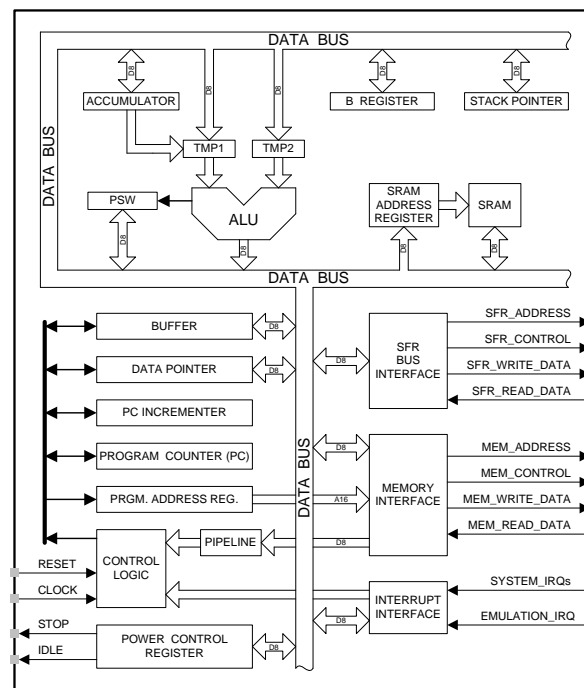 DATA BUS
D8
D8
D8
D8
D8
ACCUMULATOR
B REGISTER
STACK POINTER
DATA BUS
TMP1
TMP2
PSW
ALU
SRAM
ADDRESS
REGISTER
SRAM
D8
D8
D8
D8
DATA BUS
BUFFER
D8
DATA POINTER
D8
PC INCREMENTER
PROGRAM COUNTER (PC)
PRGM. ADDRESS REG.
A16
DATA BUS
D8
SFR
BUS
INTERFACE
SFR_ADDRESS
SFR_CONTROL
SFR_WRITE_DATA
SFR_READ_DATA
D8
MEMORY
INTERFACE
MEM_ADDRESS
MEM_CONTROL
MEM_WRITE_DATA
MEM_READ_DATA
RESET
CLOCK
CONTROL
LOGIC
PIPELINE
D8
STOP
IDLE
POWER CONTROL
REGISTER
D8
D8
INTERRUPT
INTERFACE
SYSTEM_IRQs
EMULATION_IRQ